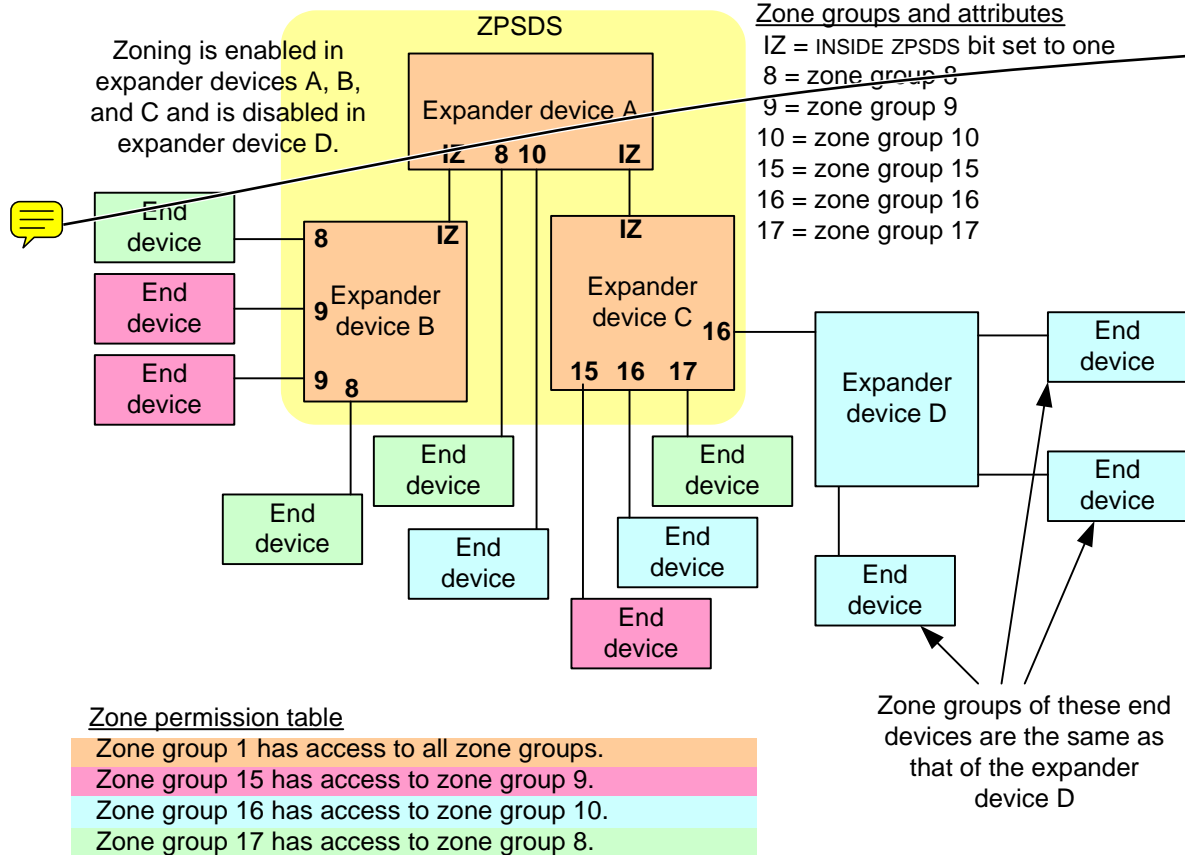 ZPSDS
Zoning is enabled in
expander devices A, B,
and C and is disabled in
expander device D.
Zone groups and attributes
IZ = INSIDE ZPSDS bit set to one
8 = zone group 8
9 = zone group 9
10 = zone group 10
15 = zone group 15
16 = zone group 16
17 = zone group 17
Expander device A
IZ 8 10 IZ
End
device
End
device
End
device
8
9
9
8
IZ
Expander
device B
IZ
Expander
device C
16
15 16 17
Expander
device D
End
device
End
device
End
device
End
device
End
device
End
device
End
device
End
device
End
device
End
device
Zone groups of these end
devices are the same as
that of the expander
device D
Zone permission table
Zone group 1 has access to all zone groups.
Zone group 15 has access to zone group 9.
Zone group 16 has access to zone group 10.
Zone group 17 has access to zone group 8.